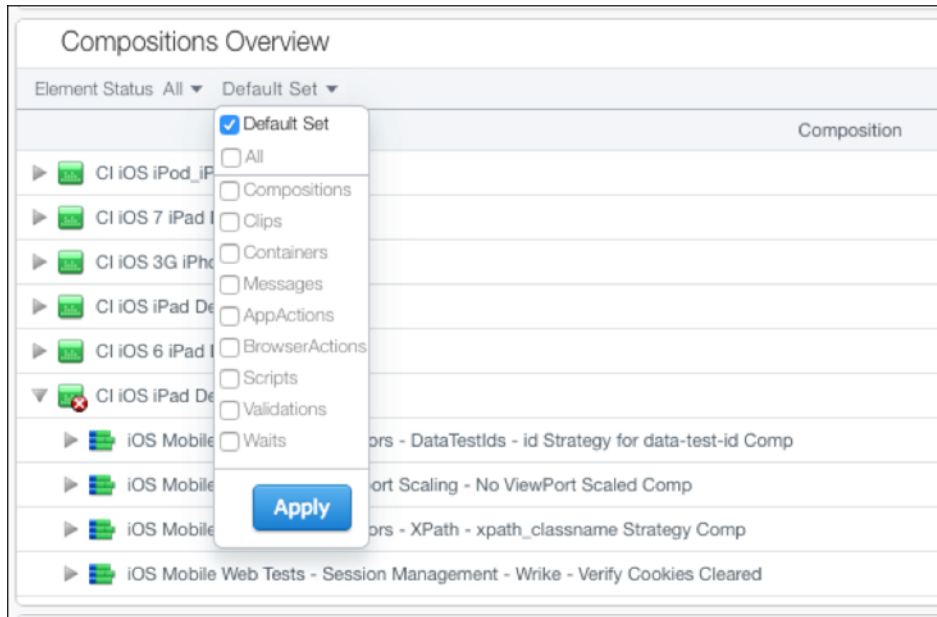 Compositions Overview
Element Status All Default Set
Default Set
Composition
All
CI iOS iPod_iP
Compositions
CI iOS 7 iPad
Clips
Containers
CI iOS 3G iPho
Messages
CI iOS iPad De
AppActions
BrowserActions
CI iOS 6 iPad
Scripts
CI iOS iPad De
Validations
Waits
iOS Mobile ors - DataTestIds - id Strategy for data-test-id Comp
iOS Mobile ort Scaling - No ViewPort Scaled Comp
Apply
iOS Mobile ors - XPath - xpath_classname Strategy Comp
iOS Mobile Web Tests - Session Management - Wrike - Verify Cookies Cleared